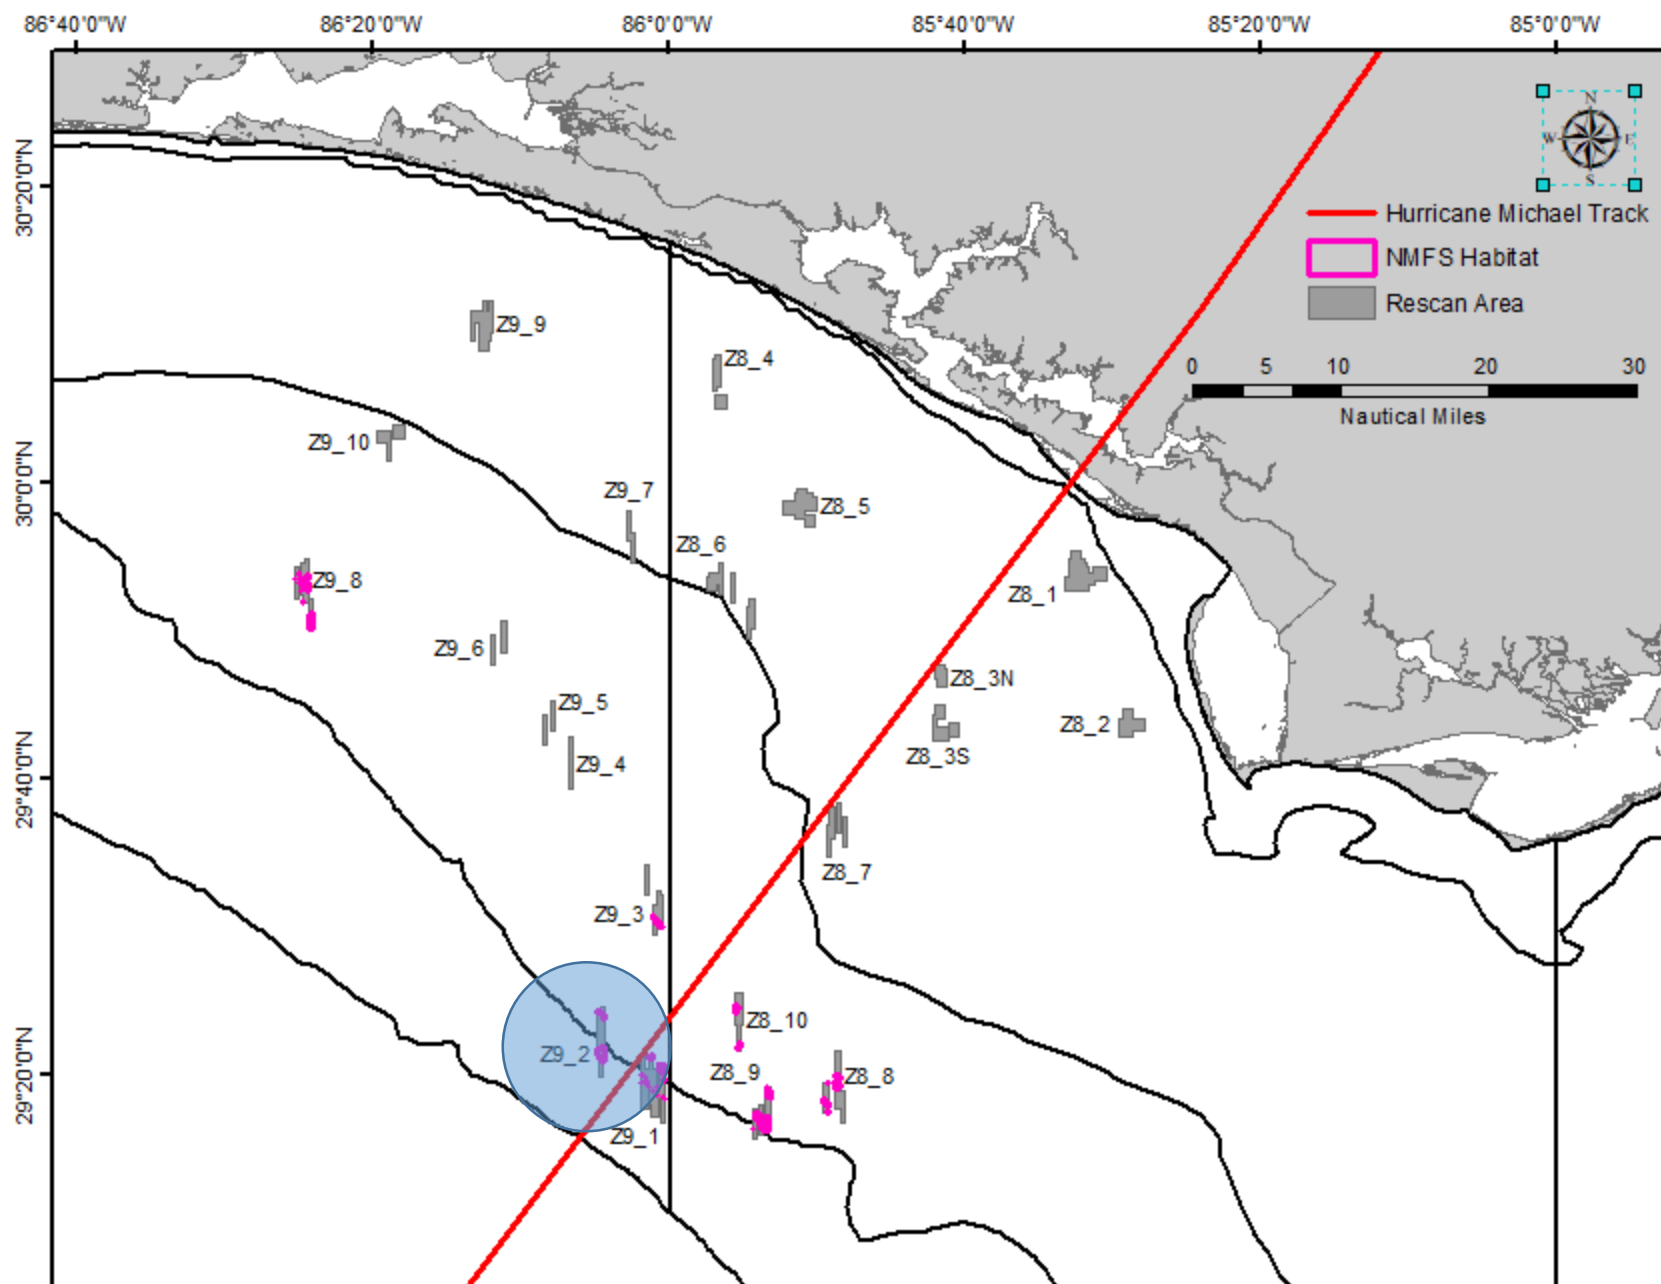 86°40'0"W 86°20'0"W 86°0'0"W 85°40'0"W 85°20'0"W 85°0'0"W
N
W E
S
30°20'0"N
Hurricane Michael Track
NMFS Habitat
Rescan Area
0 5 10 20 30
Nautical Miles
Z9_9
Z8_4
Z9_10
30°0'0"N
Z9_7
Z8_5
Z8_6
Z9_8
Z8_1
Z9_6
Z8_3N
Z9_5
Z8_2
Z8_3S
Z9_4
29°40'0"N
Z8_7
Z9_3
Z8_10
Z9_2
Z8_9
Z8_8
29°20'0"N
Z9_1